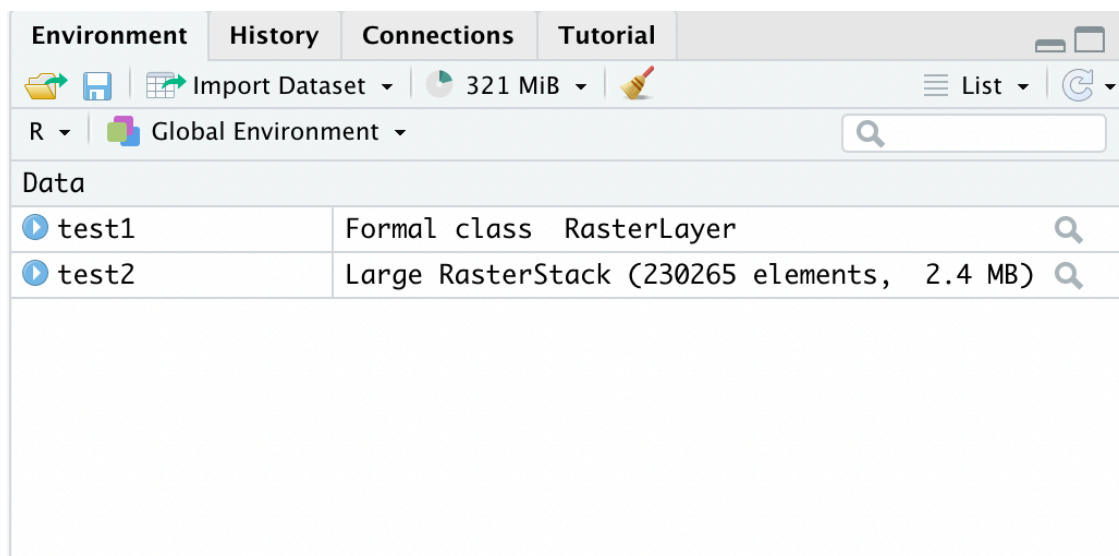 Environment History Connections Tutorial
Import Dataset 321 MiB List
R Global Environment
Data
test1 Formal class  RasterLayer
test2 Large RasterStack (230265 elements,  2.4 MB)